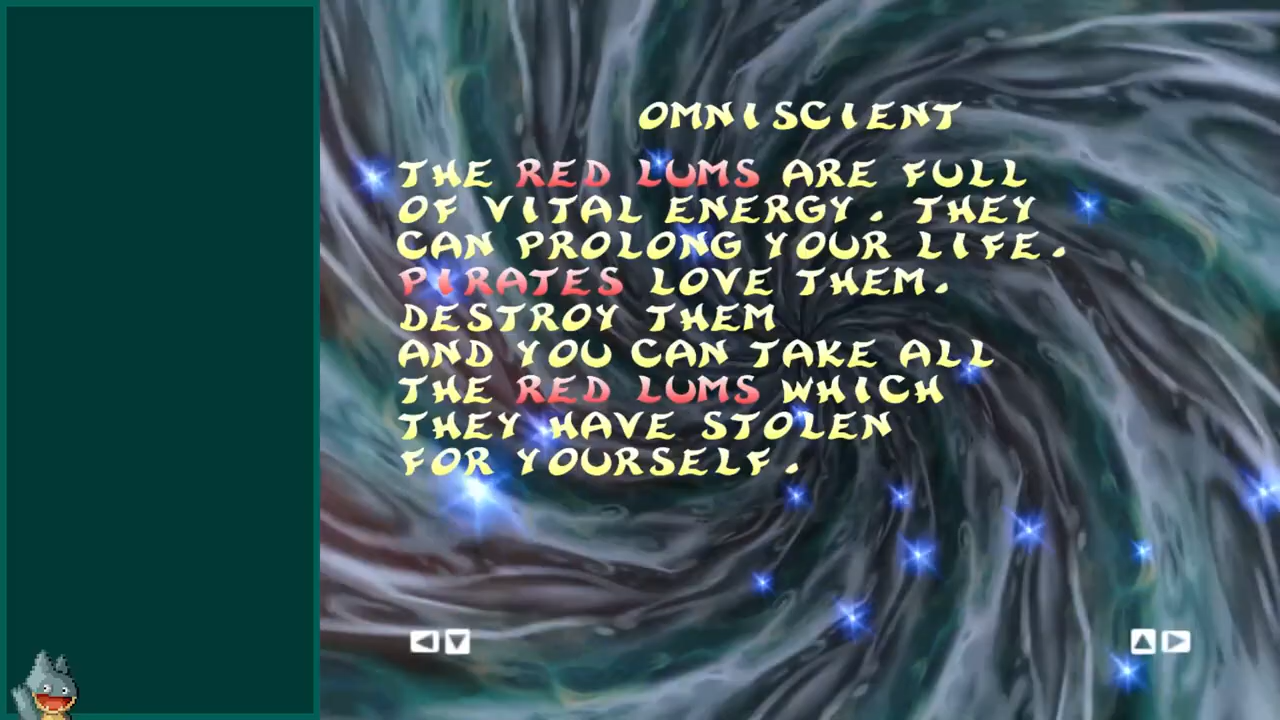 OMNISCIENT
THE RED LUMS ARE FULL
OF VITAL ENERGY. THEY
CAN PROLONG YOUR LIFE.
PIRATES LOVE THEM.
DESTROY THEM
AND YOU CAN TAKE ALL
THE RED LUMS WHICH
THEY HAVE STOLEN
FOR YOURSELF.